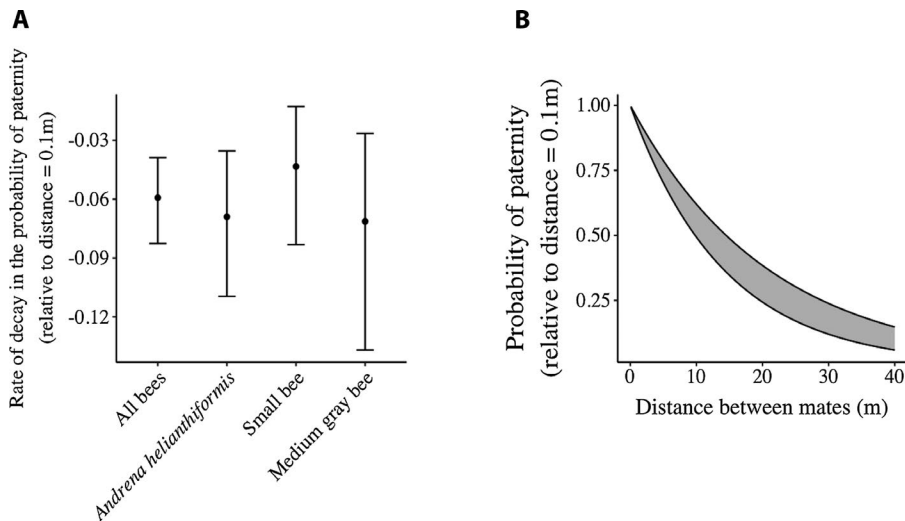 A
Rate of decay in the probability of paternity
(relative to distance = 0.1m)
-0.03
-0.06
-0.09
-0.12
All bees
Andrena helianthiformis
Small bee
Medium gray bee
B
Probability of paternity
(relative to distance = 0.1m)
1.00
0.75
0.50
0.25
0 10 20 30 40
Distance between mates (m)